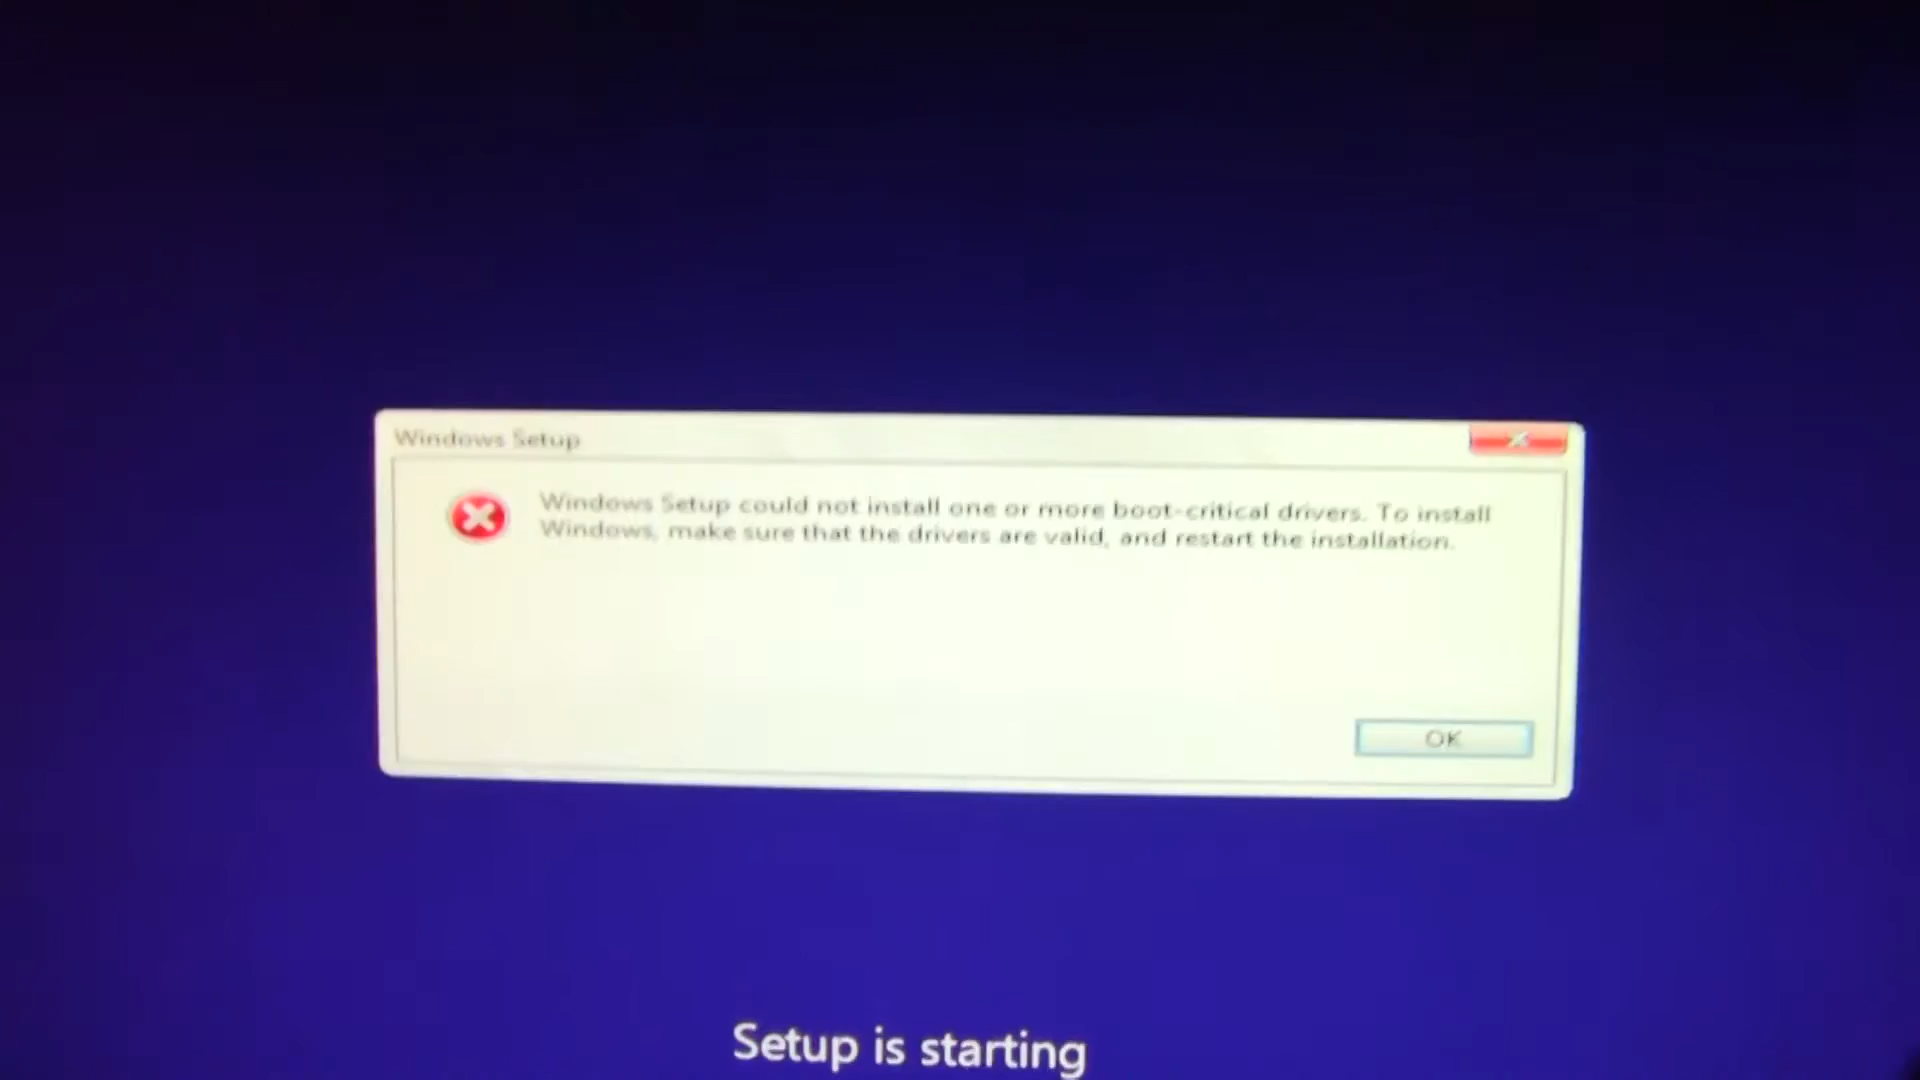 Windows Setup
Windows Setup could not install one or more boot-critical drivers. To install
Windows, make sure that the drivers are valid, and restart the installation.
OK
Setup is starting